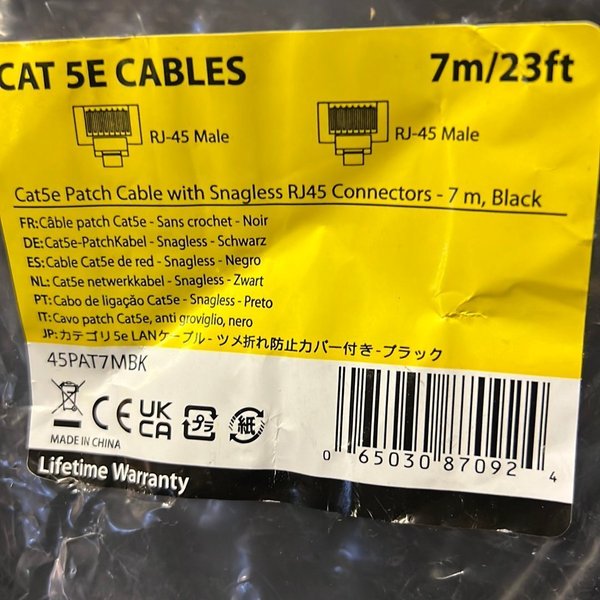 CAT 5E CABLES
7m/23ft
RJ-45 Male
RJ-45 Male
Cat5e Patch Cable with Snagless RJ45 Connectors - 7 m, Black
FR: Câble patch Cat5e - Sans crochet - Noir
DE: Cat5e-PatchKabel - Snagless - Schwarz
ES: Cable Cat5e de red - Snagless - Negro
NL: Cat5e netwerkkabel - Snagless - Zwart
PT: Cabo de ligação Cat5e - Snagless - Preto
IT: Cavo patch Cat5e, anti groviglio, nero
JP: カテゴリ5e LANケーブル - ツメ折れ防止カバー付き - ブラック
45PAT7MBK
CE
UK
CA
プラ
紙
MADE IN CHINA
0 65030 87092 4
Lifetime Warranty